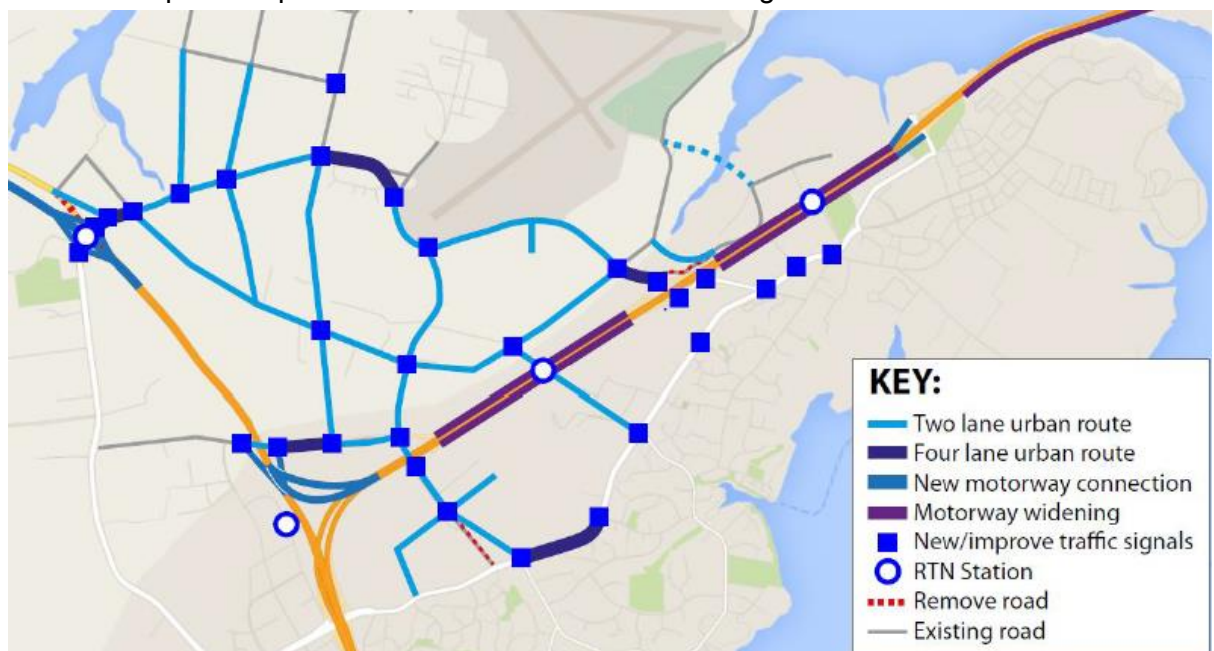 KEY:
Two lane urban route
Four lane urban route
New motorway connection
Motorway widening
New/improve traffic signals
RTN Station
Remove road
Existing road